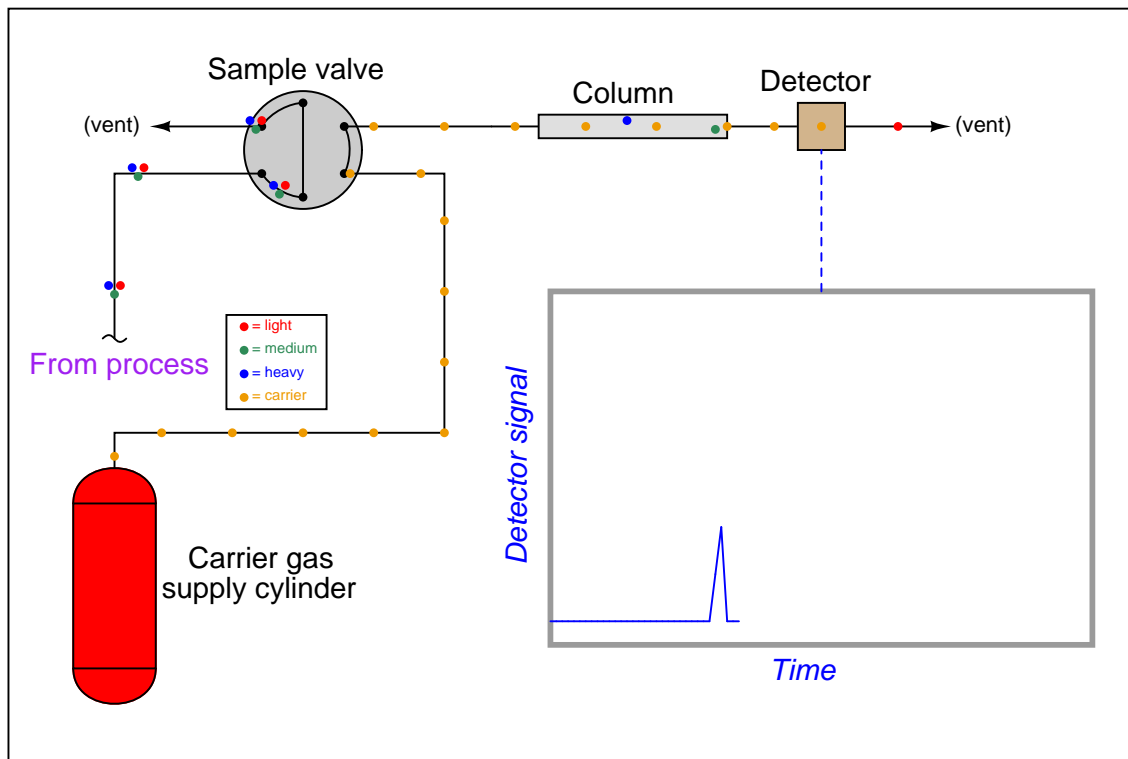 Sample valve
Column
Detector
(vent)
(vent)
= light
= medium
= heavy
= carrier
From process
Detector signal
Carrier gas
supply cylinder
Time